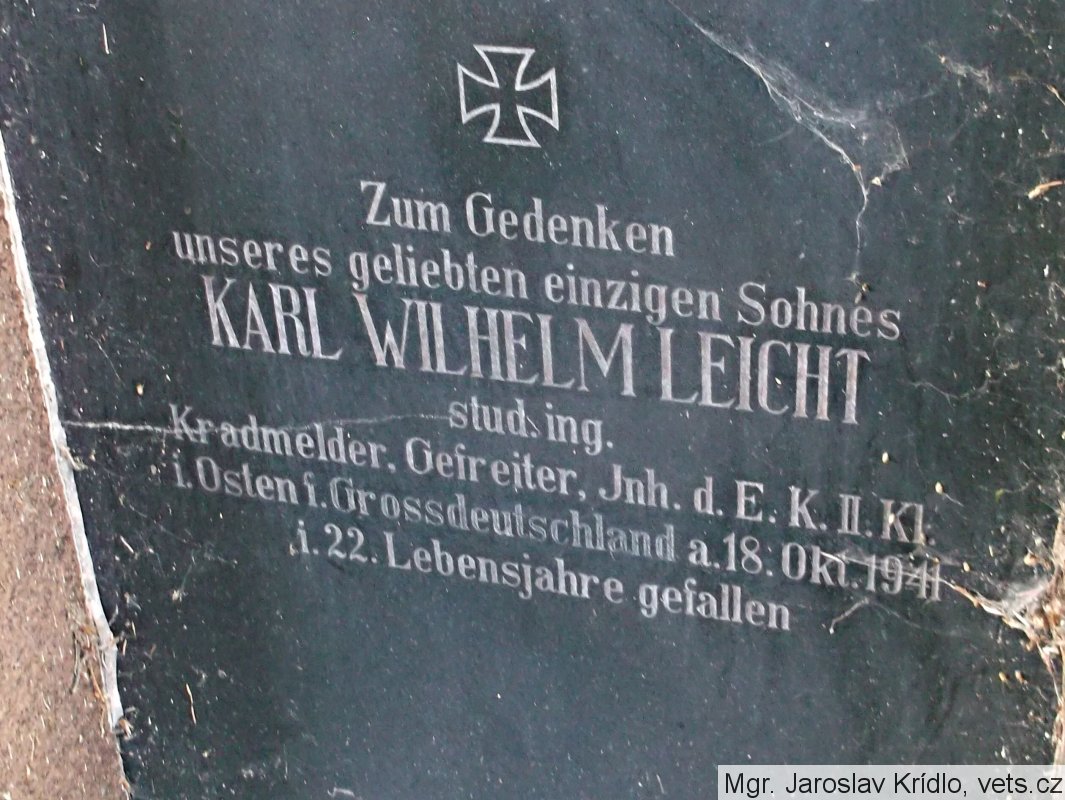 Zum Gedenken
unseres geliebten einzigen Sohnes
KARL WILHELM LEICHT
stud. ing.
Kradmelder. Gefreiter, Jnh. d. E. K. II. Kl.
i. Osten f. Grossdeutschland a. 18. Okt. 1941
i. 22. Lebensjahre gefallen
Mgr. Jaroslav Krídlo, vets.cz